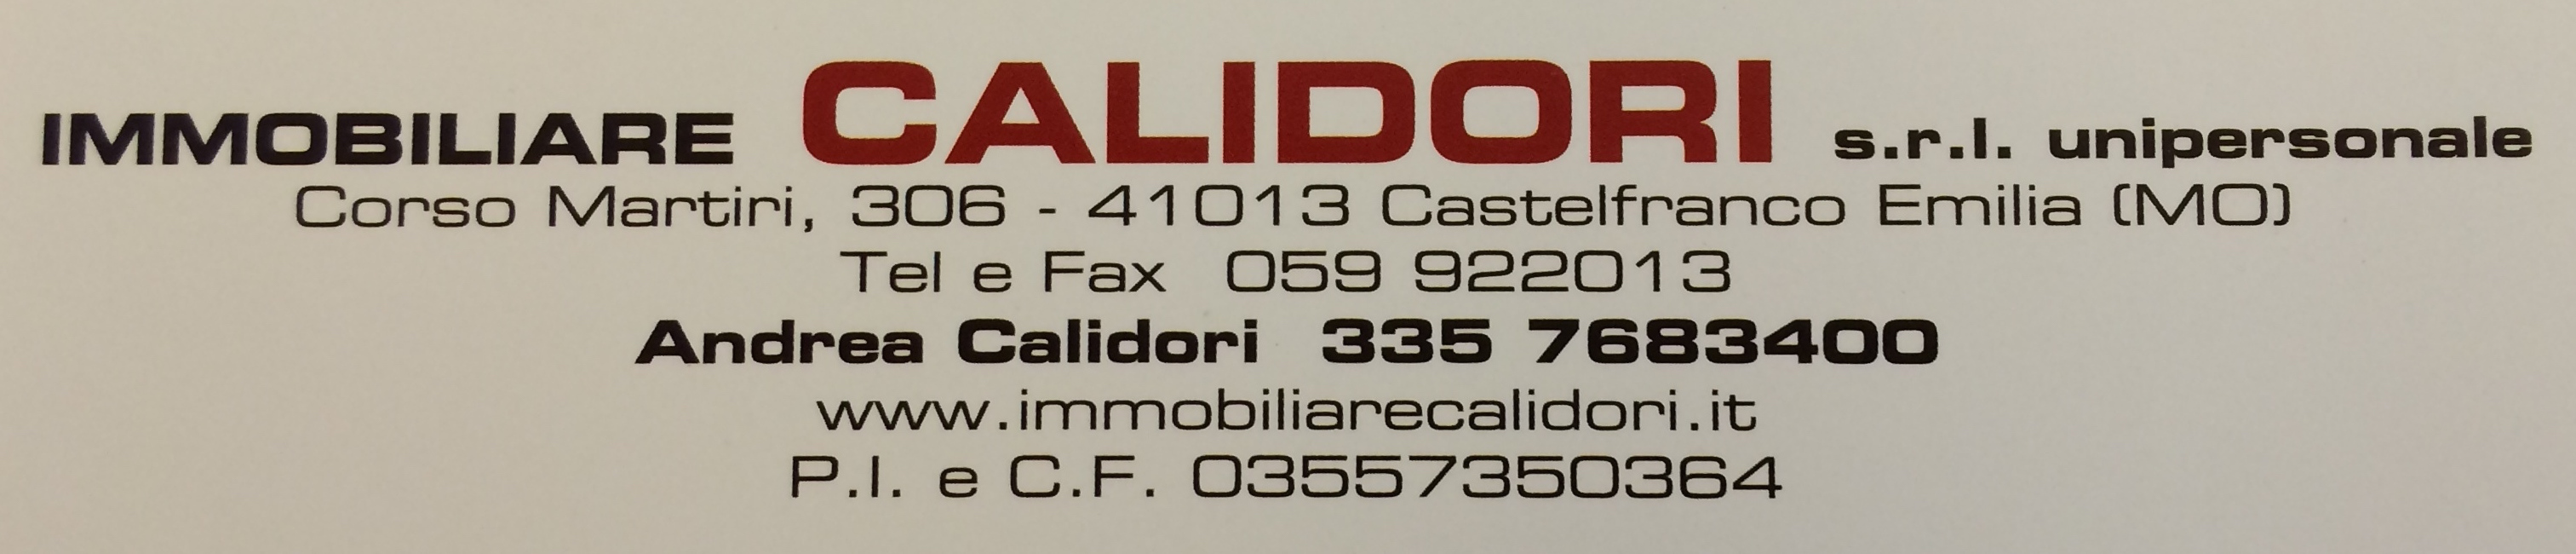 IMMOBILIARE CALIDORI s.r.l. unipersonale
Corso Martiri, 306 - 41013 Castelfranco Emilia (MO)
Tel e Fax 059 922013
Andrea Calidori 335 7683400
www.immobiliarecalidori.it
P.I. e C.F. 03557350364